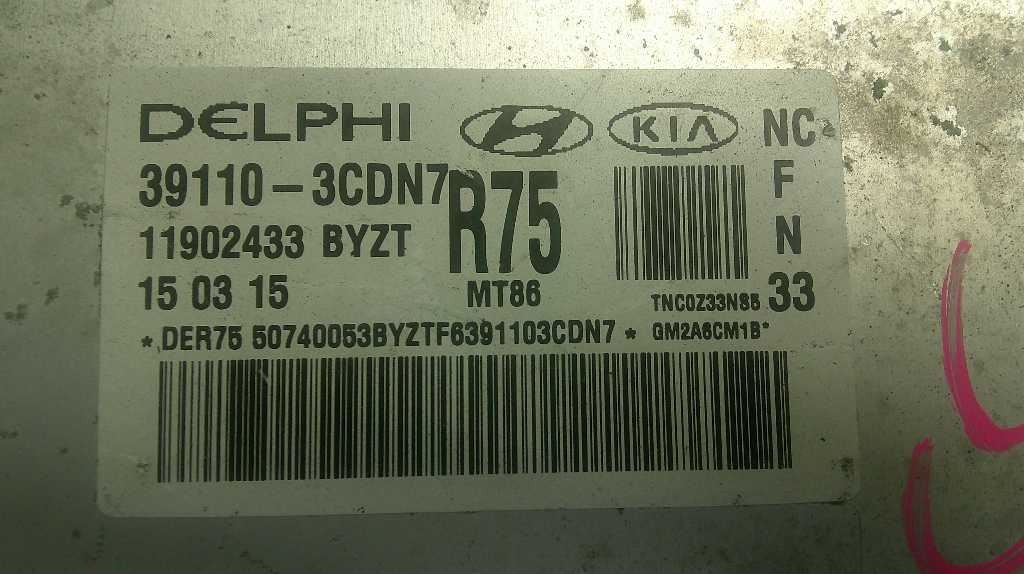 DELPHI KIA NC
39110-3CDN7 R75 F
11902433 BYZT N
15 03 15 MT86 TNC0Z33NS5 33
*DER75 50740053BYZTF6391103CDN7* GM2A6CM1B*